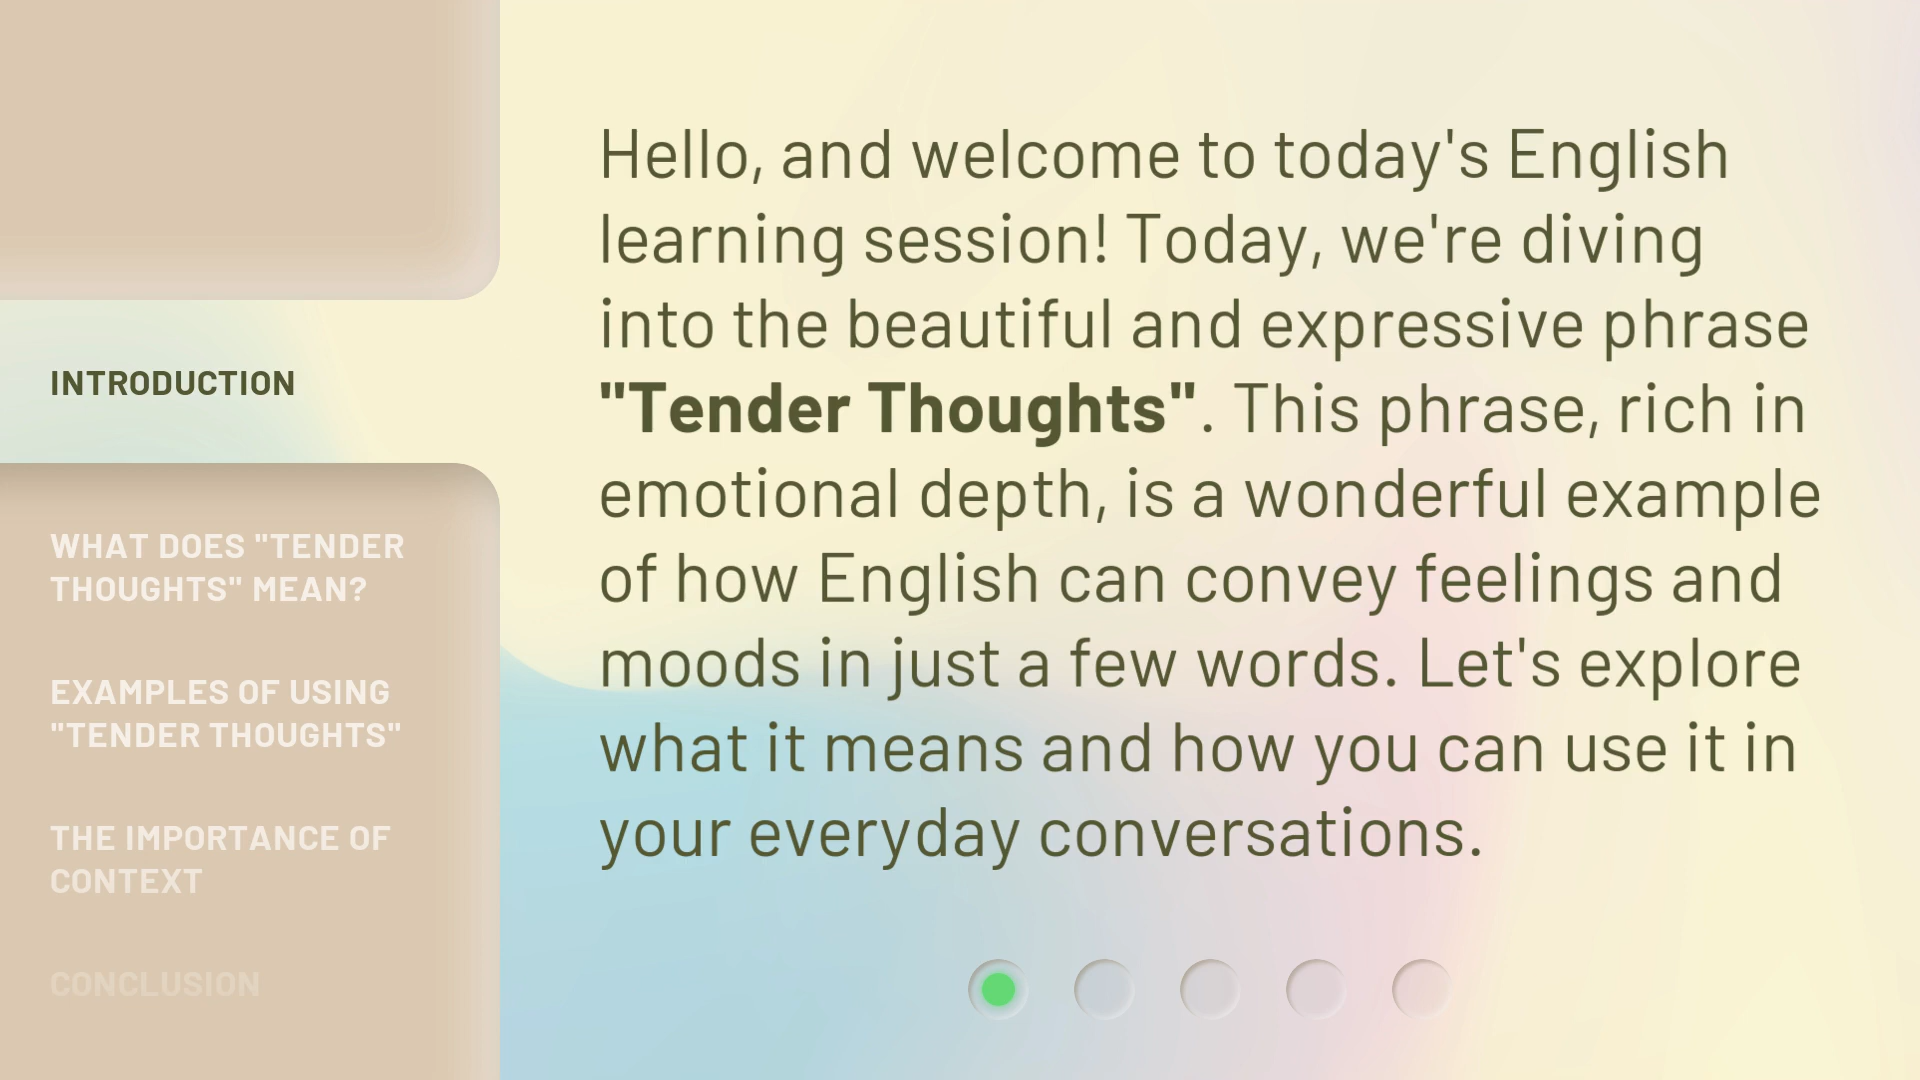 INTRODUCTION
WHAT DOES "TENDER
THOUGHTS" MEAN?
EXAMPLES OF USING
"TENDER THOUGHTS"
THE IMPORTANCE OF
CONTEXT
CONCLUSION
Hello, and welcome to today's English
learning session! Today, we're diving
into the beautiful and expressive phrase
"Tender Thoughts". This phrase, rich in
emotional depth, is a wonderful example
of how English can convey feelings and
moods in just a few words. Let's explore
what it means and how you can use it in
your everyday conversations.